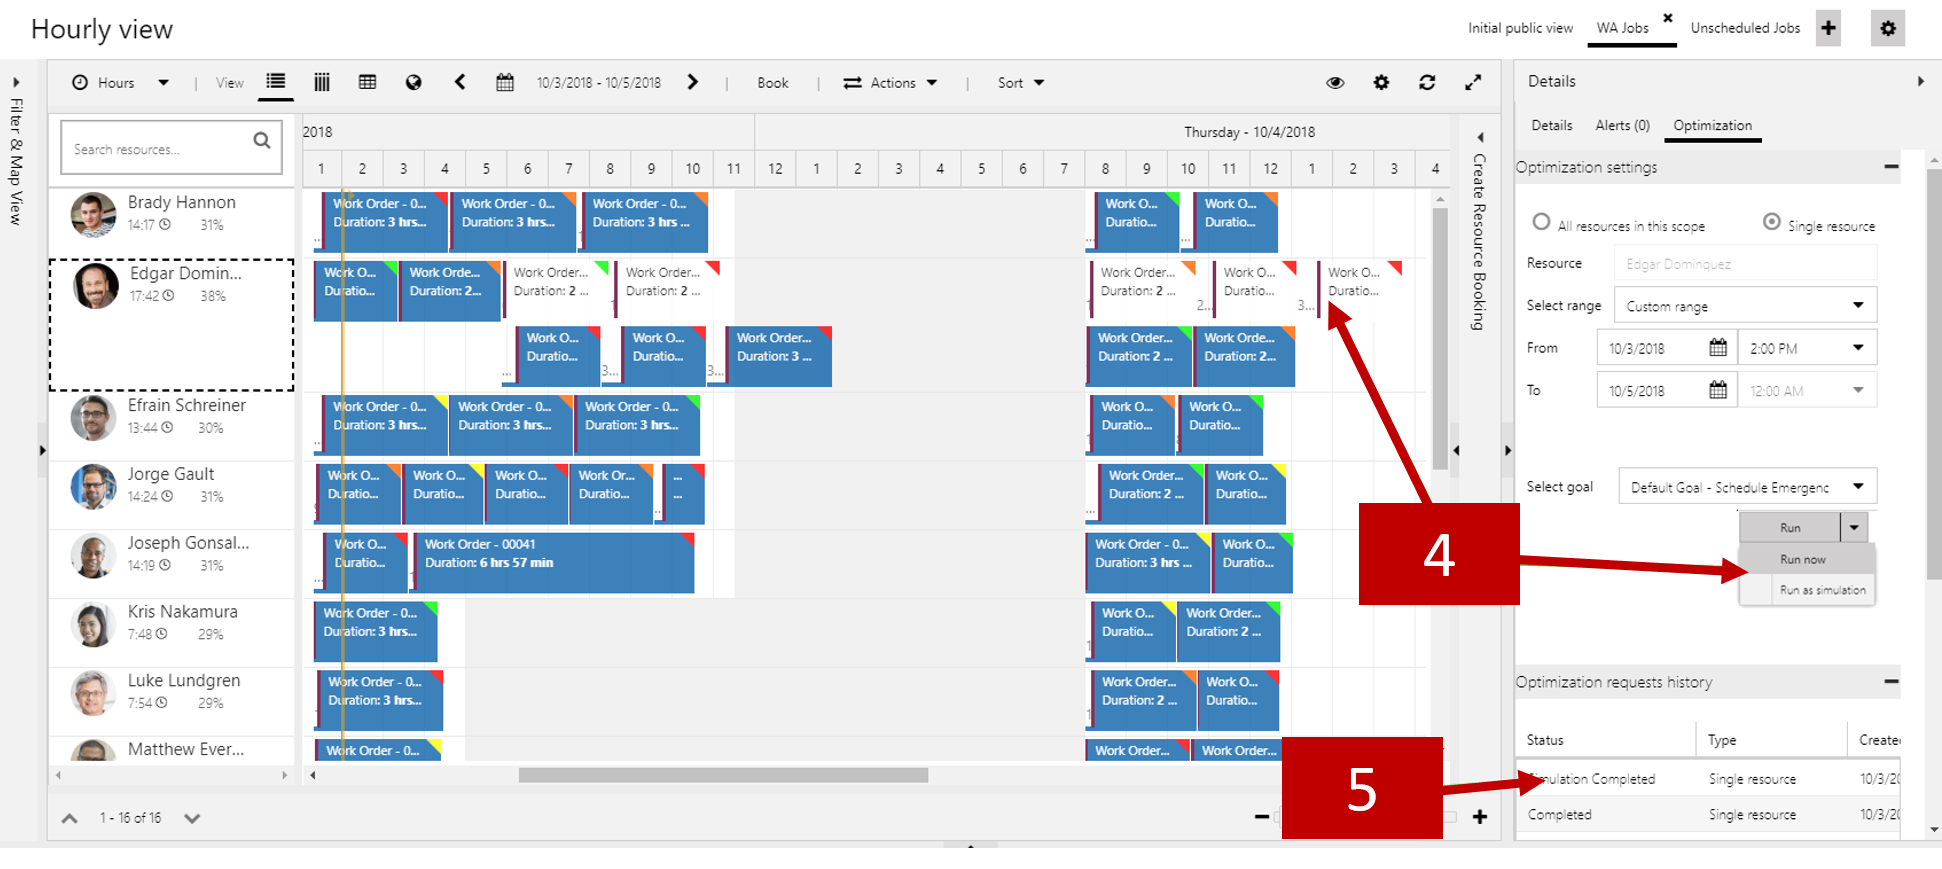 Hourly view
Initial public view
WA Jobs
Unscheduled Jobs
Filter & Map View
Hours
View
10/3/2018 - 10/5/2018
Book
Actions
Sort
Search resources...
2018
Thursday - 10/4/2018
1 2 3 4 5 6 7 8 9 10 11 12 1 2 3 4 5 6 7 8 9 10 11 12 1 2 3 4
Brady Hannon
14:17 31%
Work Order - 0... Work Order - 0... Work Order - 0... Work O... Work O...
Duration: 3 hrs... Duration: 3 hrs... Duration: 3 hrs ... Duratio... Duratio...
Edgar Domin...
17:42 38%
Work O... Work Orde... Work Order... Work Order... Work Order... Work O... Work O...
Duratio... Duration: 2... Duration: 2 ... Duration: 2 ... Duration: 2 ... Duratio... Duratio...
2... 3...
Work O... Work O... Work Order... Work Order... Work Orde...
Duratio... Duratio... Duration: 3 ... Duration: 2 ... Duration: 2...
... 3... 3...
Efrain Schreiner
13:44 30%
Work Order - 0... Work Order - 0... Work Order - 0... Work O... Work O...
Duration: 3 hrs... Duration: 3 hrs... Duration: 3 hrs... Duratio... Duratio...
Jorge Gault
14:24 31%
Work O... Work O... Work O... Work Or... ... Work Order... Work O...
Duratio... Duratio... Duratio... Duratio... ... Duration: 2 ... Duratio...
Joseph Gonsal...
14:19 31%
Work O... Work Order - 00041 Work Order - 0... Work O...
Duratio... Duration: 6 hrs 57 min Duration: 3 hrs ... Duratio...
Kris Nakamura
7:48 29%
Work Order - 0... Work O... Work Order...
Duration: 3 hrs... Duratio... Duration: 2 ...
Luke Lundgren
7:54 29%
Work Order - 0... Work Order... Work O...
Duration: 3 hrs... Duration: 2 ... Duratio...
Matthew Ever...
Work Order - 0... Work Order... Work Order...
1 - 16 of 16
Create Resource Booking
4
5
Details
Details Alerts (0) Optimization
Optimization settings
All resources in this scope
Single resource
Resource Edgar Dominquez
Select range Custom range
From 10/3/2018 2:00 PM
To 10/5/2018 12:00 AM
Select goal Default Goal - Schedule Emergenc
Run
Run now
Run as simulation
Optimization requests history
Status Type Created
Simulation Completed Single resource 10/3/20
Completed Single resource 10/3/20